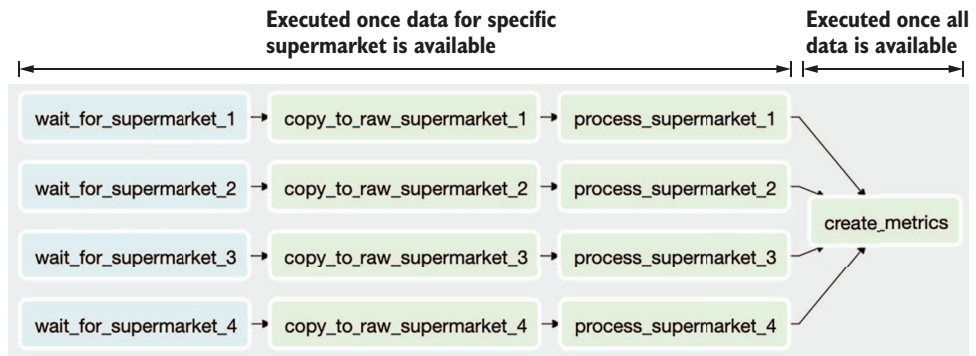 Executed once data for specific
supermarket is available
Executed once all
data is available
wait_for_supermarket_1
copy_to_raw_supermarket_1
process_supermarket_1
wait_for_supermarket_2
copy_to_raw_supermarket_2
process_supermarket_2
create_metrics
wait_for_supermarket_3
copy_to_raw_supermarket_3
process_supermarket_3
wait_for_supermarket_4
copy_to_raw_supermarket_4
process_supermarket_4